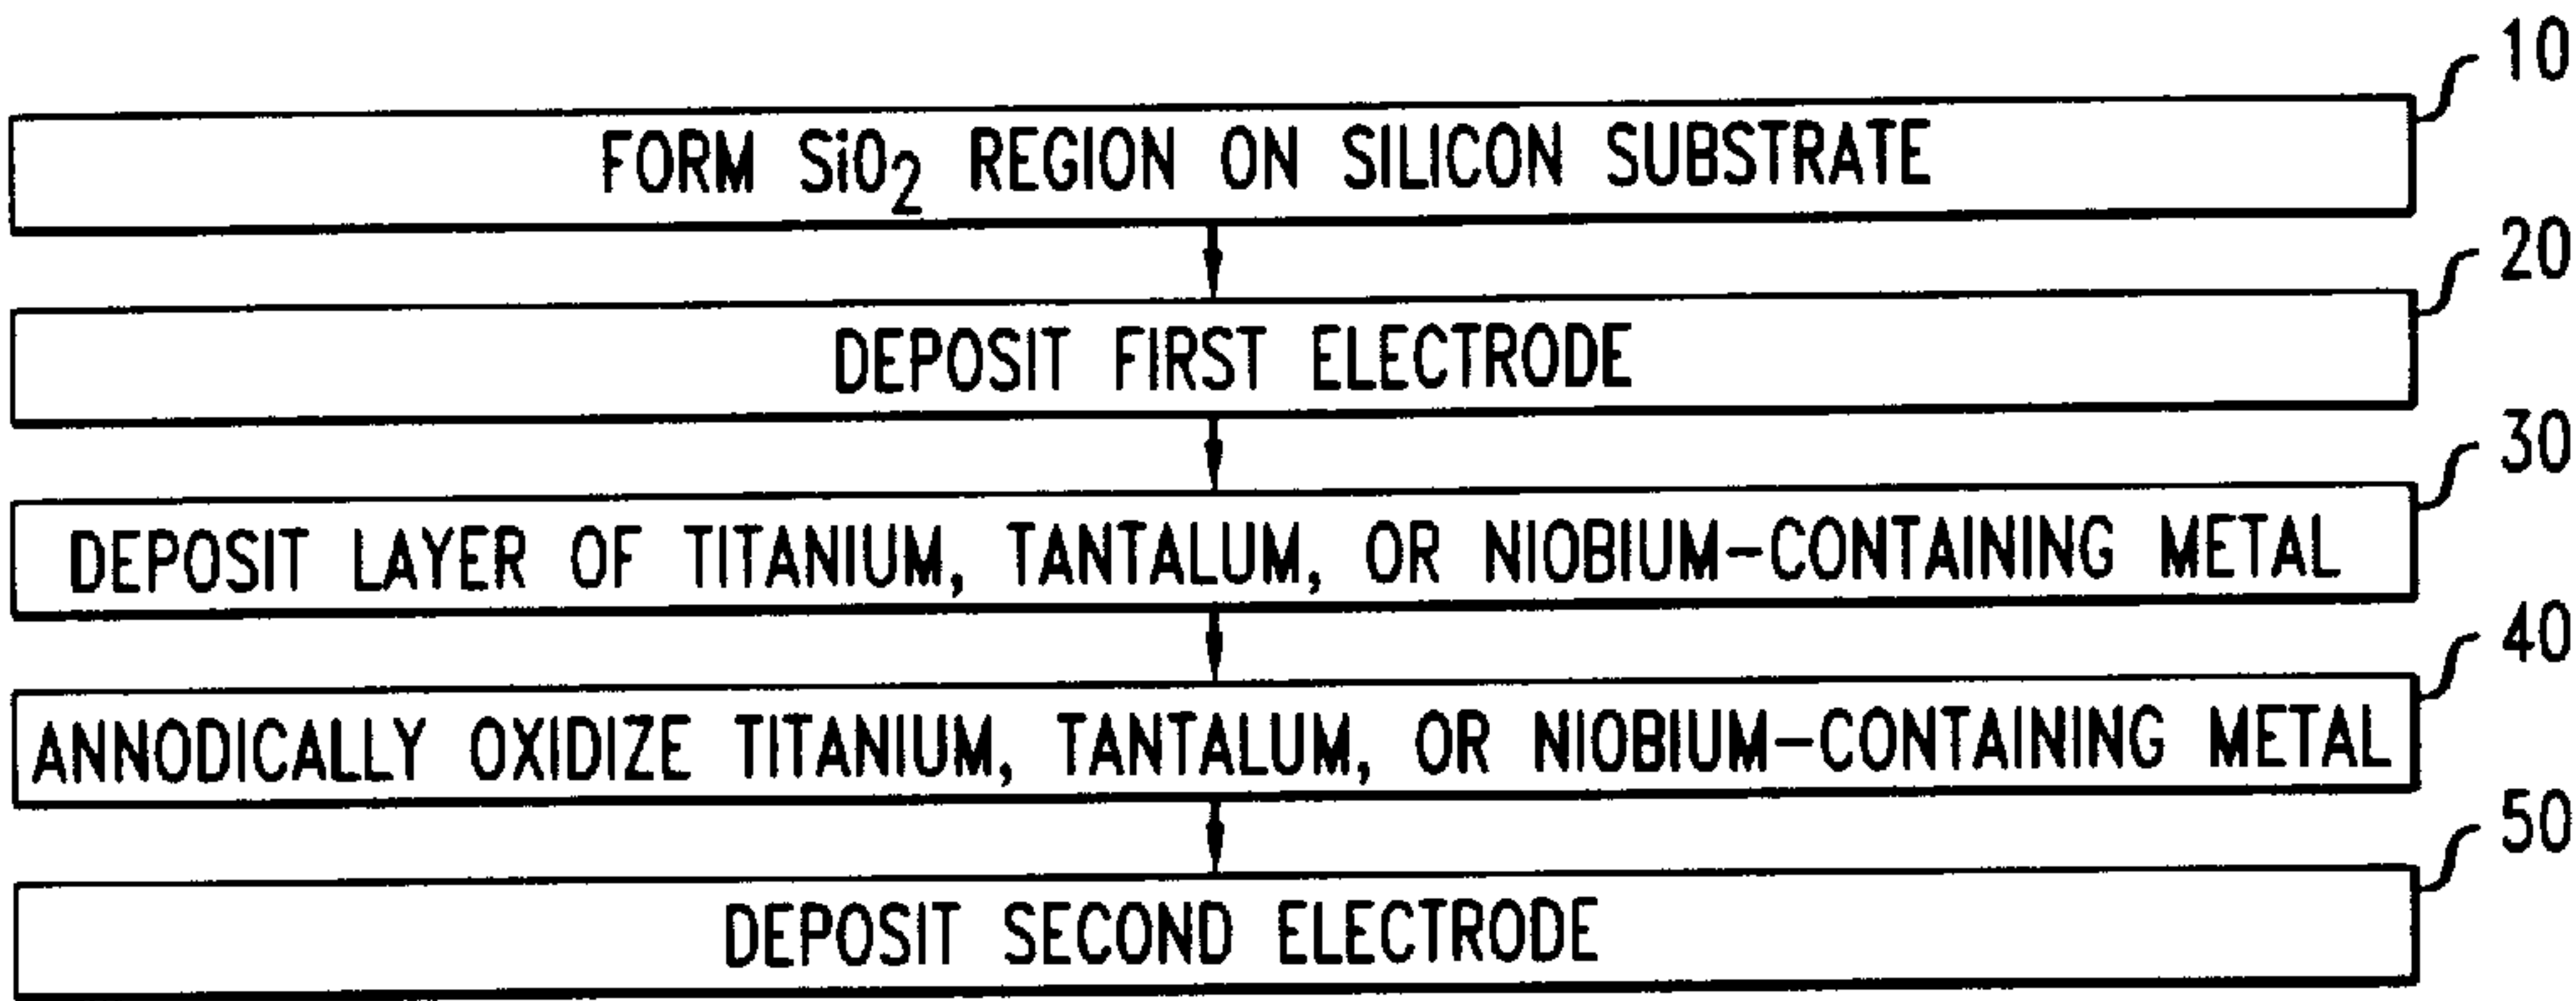 10
FORM SiO2 REGION ON SILICON SUBSTRATE
20
DEPOSIT FIRST ELECTRODE
30
DEPOSIT LAYER OF TITANIUM, TANTALUM, OR NIOBIUM-CONTAINING METAL
40
ANNODICALLY OXIDIZE TITANIUM, TANTALUM, OR NIOBIUM-CONTAINING METAL
50
DEPOSIT SECOND ELECTRODE